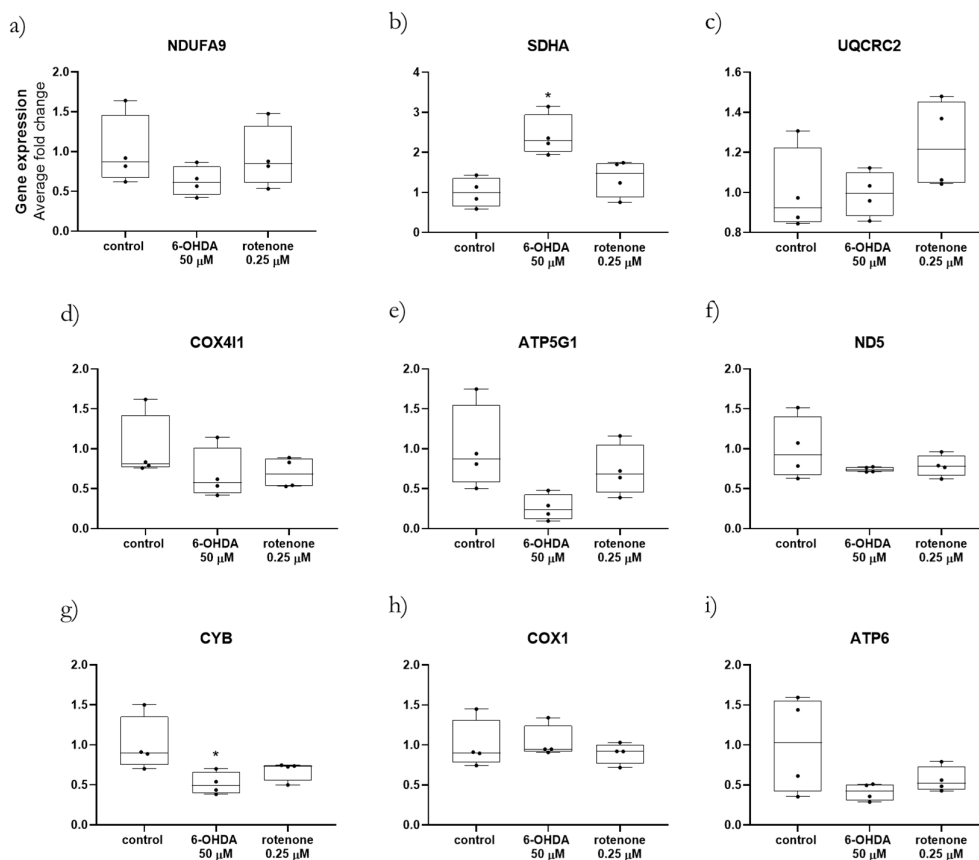 a)
NDUFA9
Gene expression
Average fold change
2.0
1.5
1.0
0.5
0.0
control
6-OHDA
50 µM
rotenone
0.25 µM
b)
SDHA
4
3
2
1
0
*
control
6-OHDA
50 µM
rotenone
0.25 µM
c)
UQCRC2
1.6
1.4
1.2
1.0
0.8
control
6-OHDA
50 µM
rotenone
0.25 µM
d)
COX4I1
2.0
1.5
1.0
0.5
0.0
control
6-OHDA
50 µM
rotenone
0.25 µM
e)
ATP5G1
2.0
1.5
1.0
0.5
0.0
control
6-OHDA
50 µM
rotenone
0.25 µM
f)
ND5
2.0
1.5
1.0
0.5
0.0
control
6-OHDA
50 µM
rotenone
0.25 µM
g)
CYB
2.0
1.5
1.0
0.5
0.0
*
control
6-OHDA
50 µM
rotenone
0.25 µM
h)
COX1
2.0
1.5
1.0
0.5
0.0
control
6-OHDA
50 µM
rotenone
0.25 µM
i)
ATP6
2.0
1.5
1.0
0.5
0.0
control
6-OHDA
50 µM
rotenone
0.25 µM